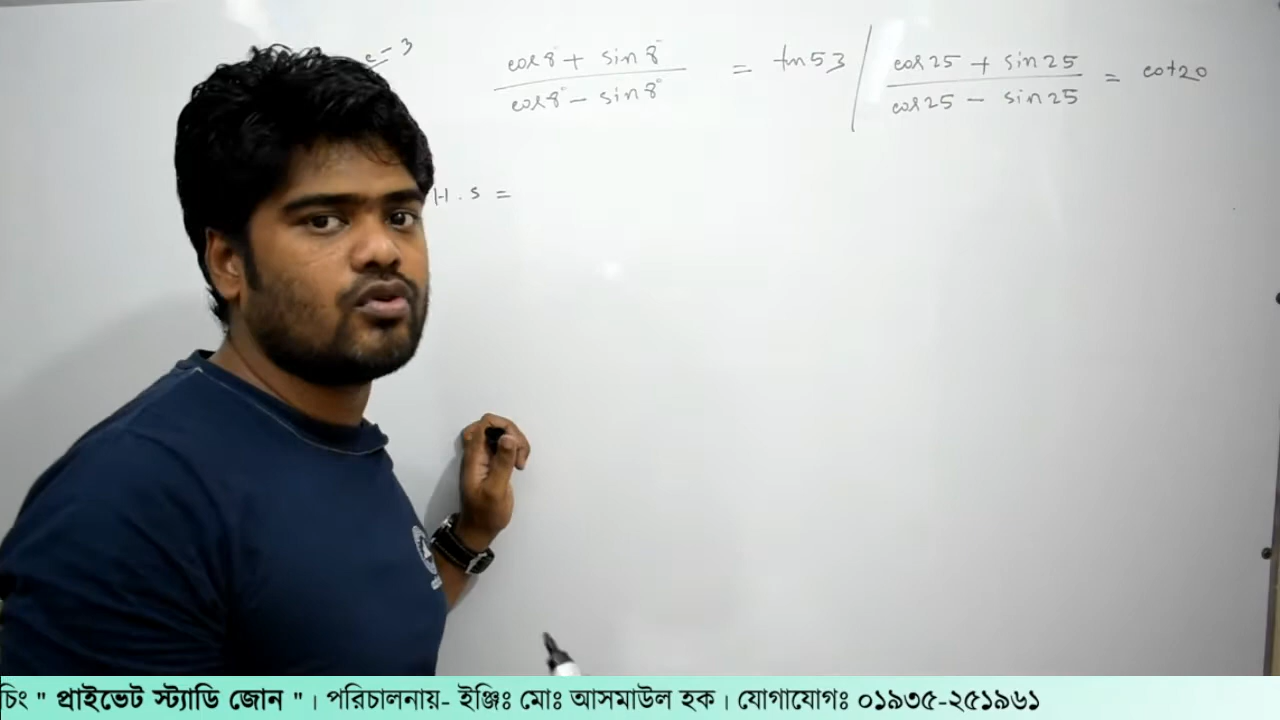 e-3
cos8° + sin8° / cos8° - sin8° = tan53 | cos25 + sin25 / cos25 - sin25 = cot20
H.S =
চিং " প্রাইভেট স্ট্যাডি জোন " । পরিচালনায়- ইঞ্জিঃ মোঃ আসমাউল হক । যোগাযোগঃ ০১৯৩৫-২৫১৯৬১